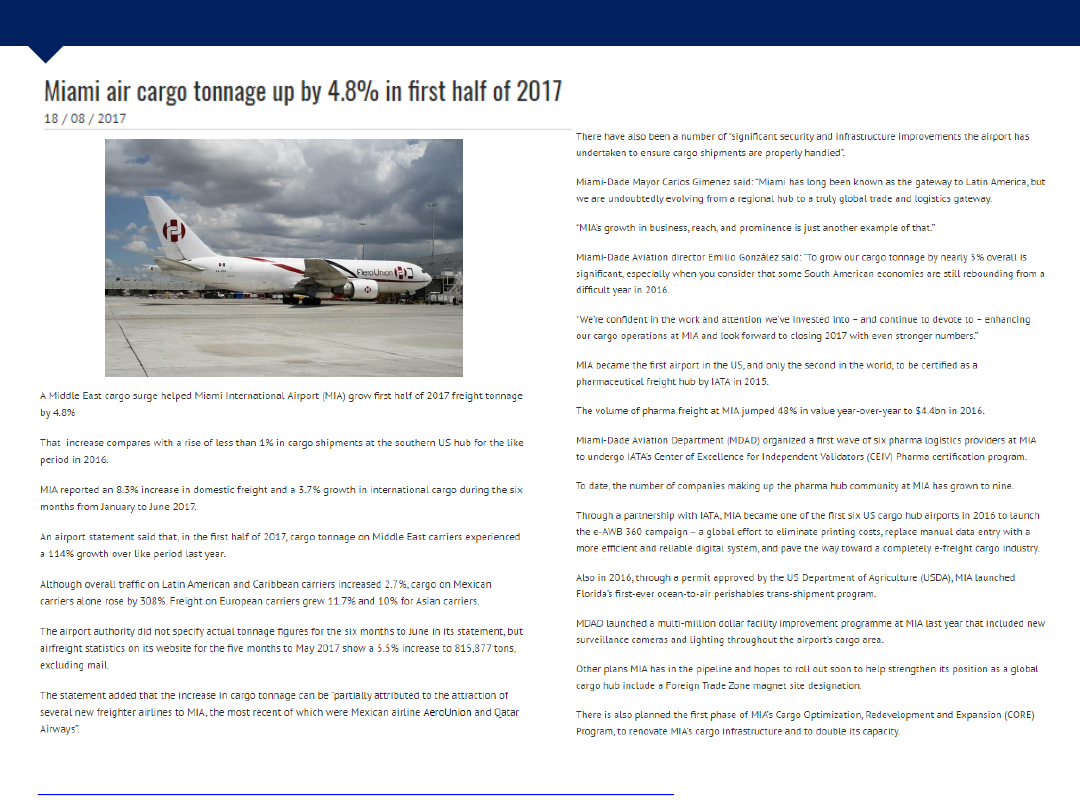 Miami air cargo tonnage up by 4.8% in first half of 2017
18 / 08 / 2017
AeroUnion
A Middle East cargo surge helped Miami International Airport (MIA) grow first half of 2017 freight tonnage
by 4.8%
That increase compares with a rise of less than 1% in cargo shipments at the southern US hub for the like
period in 2016.
MIA reported an 8.3% increase in domestic freight and a 3.7% growth in international cargo during the six
months from January to June 2017.
An airport statement said that, in the first half of 2017, cargo tonnage on Middle East carriers experienced
a 114% growth over like period last year.
Although overall traffic on Latin American and Caribbean carriers increased 2.7%, cargo on Mexican
carriers alone rose by 308%. Freight on European carriers grew 11.7% and 10% for Asian carriers.
The airport authority did not specify actual tonnage figures for the six months to June in its statement, but
airfreight statistics on its website for the five months to May 2017 show a 5.5% increase to 815,877 tons,
excluding mail.
The statement added that the increase in cargo tonnage can be "partially attributed to the attraction of
several new freighter airlines to MIA, the most recent of which were Mexican airline AeroUnion and Qatar
Airways".
There have also been a number of "significant security and infrastructure improvements the airport has
undertaken to ensure cargo shipments are properly handled".
Miami-Dade Mayor Carlos Gimenez said: "Miami has long been known as the gateway to Latin America, but
we are undoubtedly evolving from a regional hub to a truly global trade and logistics gateway.
"MIA's growth in business, reach, and prominence is just another example of that."
Miami-Dade Aviation director Emilio González said: "To grow our cargo tonnage by nearly 5% overall is
significant, especially when you consider that some South American economies are still rebounding from a
difficult year in 2016.
"We're confident in the work and attention we've invested into – and continue to devote to – enhancing
our cargo operations at MIA and look forward to closing 2017 with even stronger numbers."
MIA became the first airport in the US, and only the second in the world, to be certified as a
pharmaceutical freight hub by IATA in 2015.
The volume of pharma freight at MIA jumped 48% in value year-over-year to $4.4bn in 2016.
Miami-Dade Aviation Department (MDAD) organized a first wave of six pharma logistics providers at MIA
to undergo IATA's Center of Excellence for Independent Validators (CEIV) Pharma certification program.
To date, the number of companies making up the pharma hub community at MIA has grown to nine.
Through a partnership with IATA, MIA became one of the first six US cargo hub airports in 2016 to launch
the e-AWB 360 campaign – a global effort to eliminate printing costs, replace manual data entry with a
more efficient and reliable digital system, and pave the way toward a completely e-freight cargo industry.
Also in 2016, through a permit approved by the US Department of Agriculture (USDA), MIA launched
Florida's first-ever ocean-to-air perishables trans-shipment program.
MDAD launched a multi-million dollar facility improvement programme at MIA last year that included new
surveillance cameras and lighting throughout the airport's cargo area.
Other plans MIA has in the pipeline and hopes to roll out soon to help strengthen its position as a global
cargo hub include a Foreign Trade Zone magnet site designation.
There is also planned the first phase of MIA's Cargo Optimization, Redevelopment and Expansion (CORE)
Program, to renovate MIA's cargo infrastructure and to double its capacity.